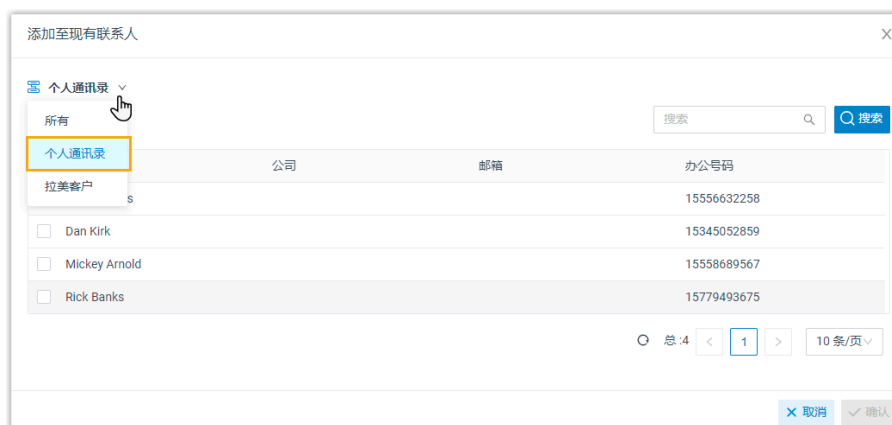 添加至现有联系人
个人通讯录
所有
个人通讯录
拉美客户
搜索
搜索
公司 邮箱 办公号码
s 15556632258
Dan Kirk 15345052859
Mickey Arnold 15558689567
Rick Banks 15779493675
总 :4 < 1 > 10 条/页
取消 确认